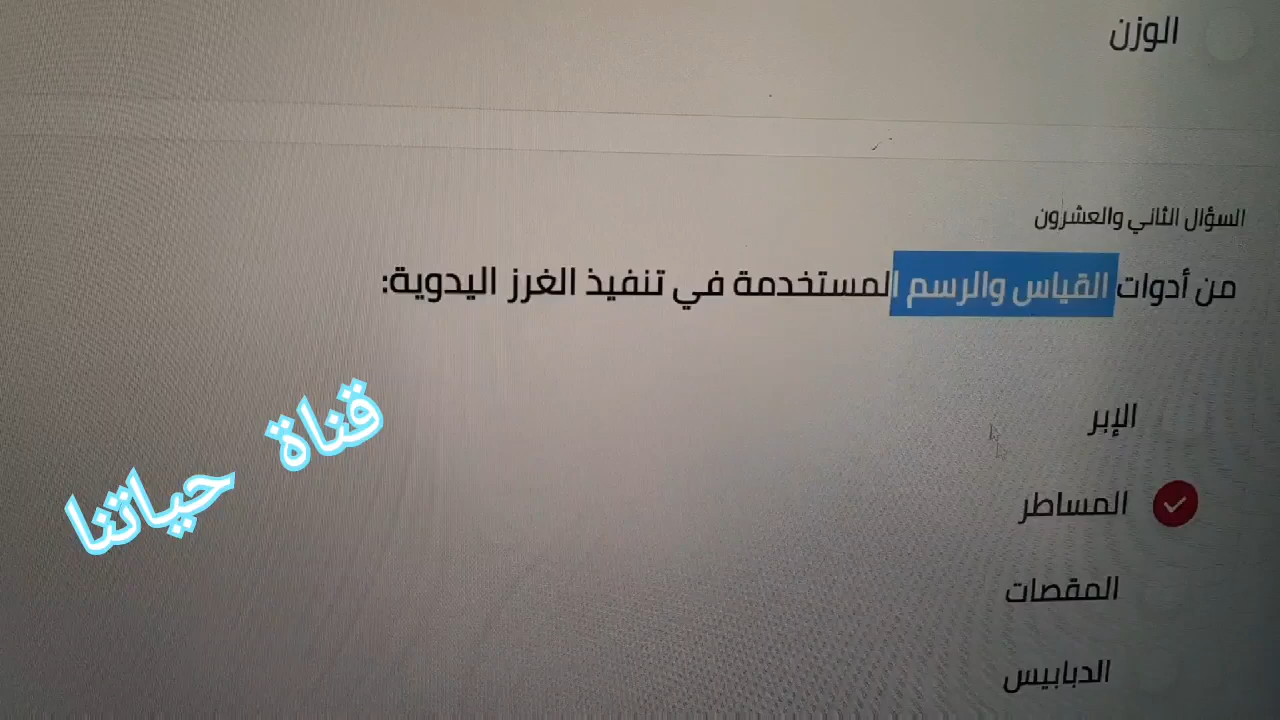 الوزن
السؤال الثاني والعشرون
من أدوات القياس والرسم المستخدمة في تنفيذ الغرز اليدوية:
الإبر
المساطر
المقصات
الدبابيس
قناة حياتنا